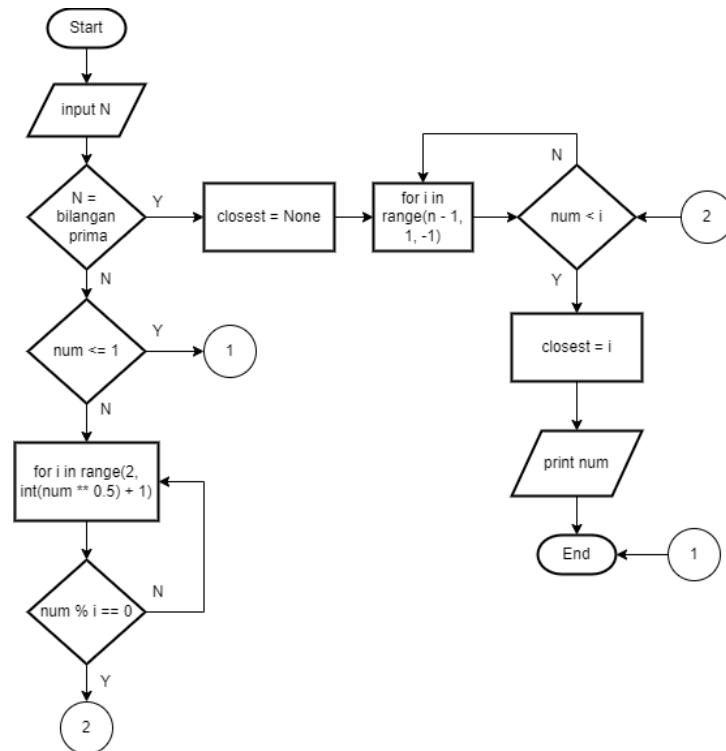 Start
input N
N =
bilangan
prima
Y
closest = None
for i in
range(n - 1,
1, -1)
N
num < i
2
N
Y
num <= 1
Y
1
closest = i
N
for i in range(2,
int(num ** 0.5) + 1)
print num
num % i == 0
N
End
1
Y
2